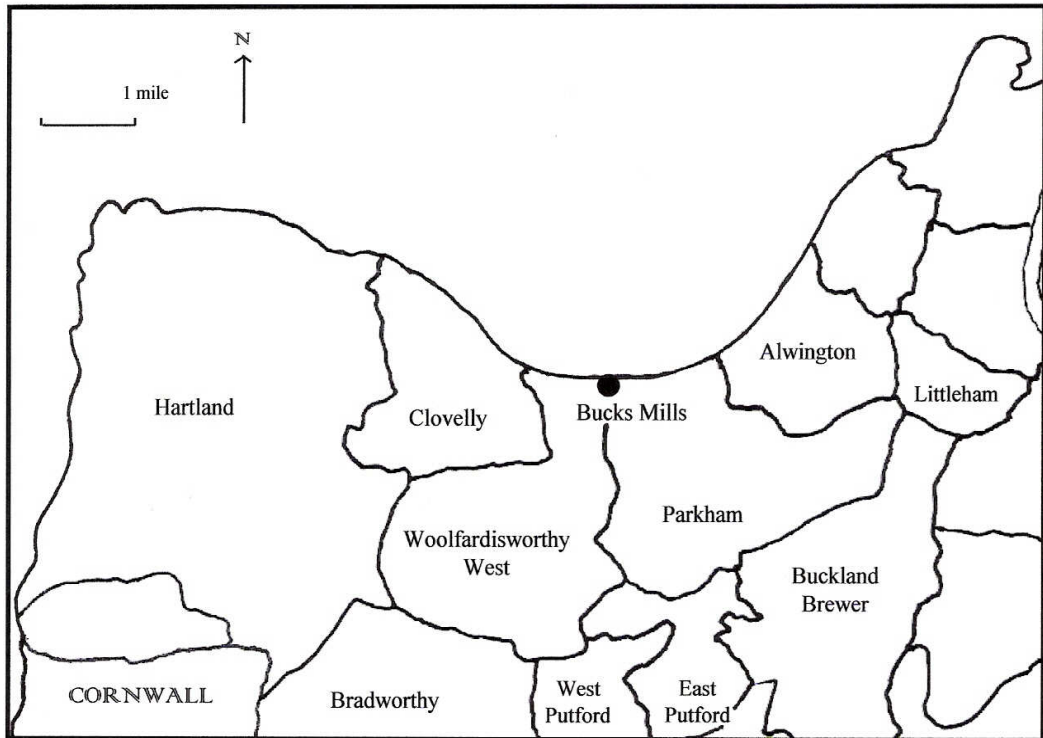 N
1 mile
Alwington
Littleham
Hartland
Clovelly
Bucks Mills
Parkham
Woolfardisworthy
West
Buckland
Brewer
CORNWALL
Bradworthy
West
Putford
East
Putford